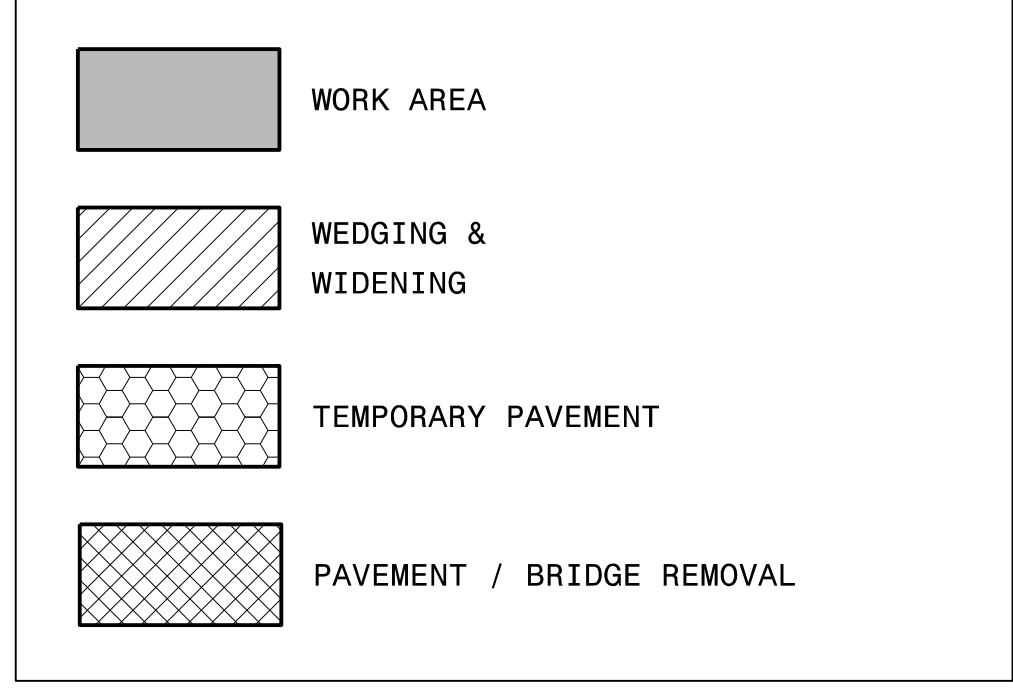 WORK AREA
WEDGING &
WIDENING
TEMPORARY PAVEMENT
PAVEMENT / BRIDGE REMOVAL